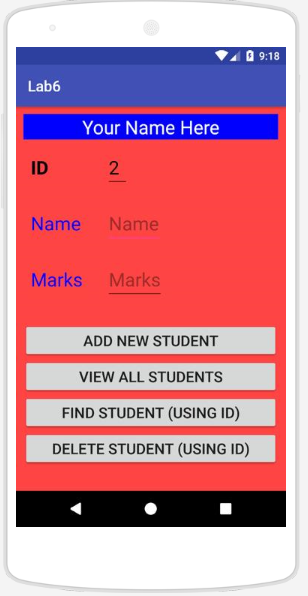 9:18
Lab6
Your Name Here
ID 2
Name Name
Marks Marks
ADD NEW STUDENT
VIEW ALL STUDENTS
FIND STUDENT (USING ID)
DELETE STUDENT (USING ID)